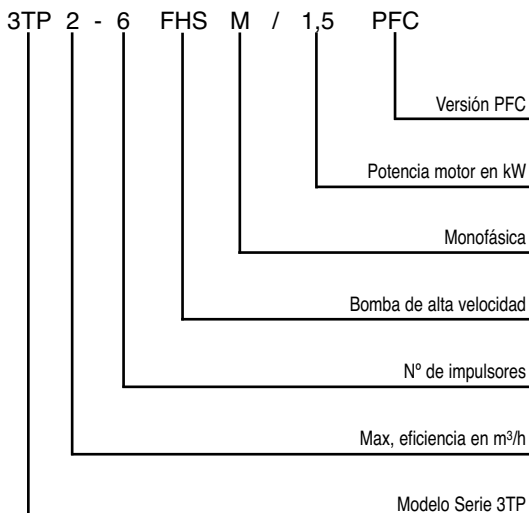 3TP 2 - 6 FHS M / 1,5 PFC
Versión PFC
Potencia motor en kW
Monofásica
Bomba de alta velocidad
Nº de impulsores
Max, eficiencia en m³/h
Modelo Serie 3TP